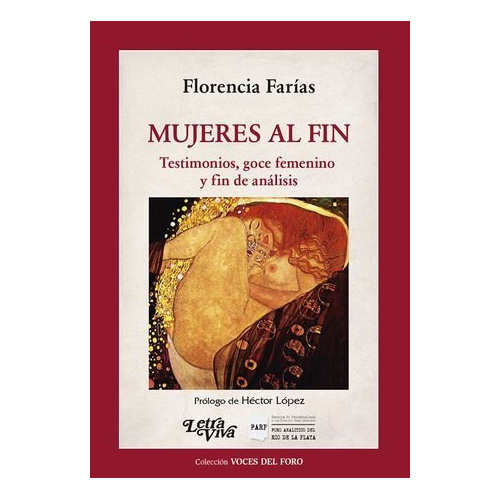 Florencia Farías
MUJERES AL FIN
Testimonios, goce femenino
y fin de análisis
Prólogo de Héctor López
Letra
Viva
PARP
FORO ANALITICO DEL
RIO DE LA PLATA
Colección VOCES DEL FORO